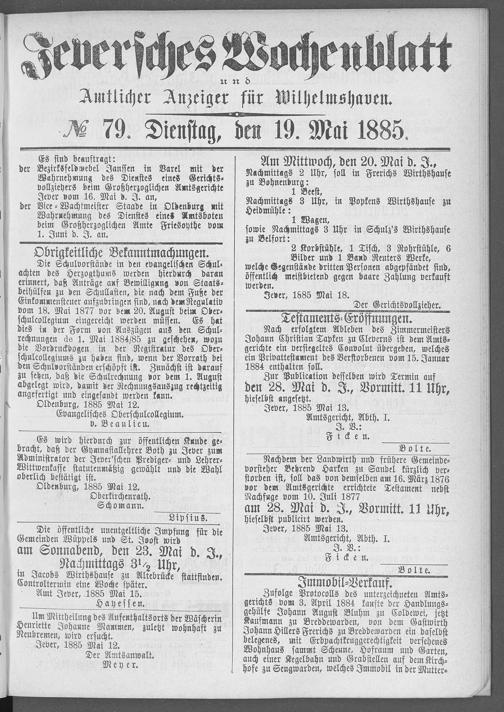 Jeversches Wochenblatt
und
Amtlicher Anzeiger für Wilhelmshaven.
№ 79. Dienstag, den 19. Mai 1885.
Es sind beauftragt:
der Bezirksfeldwebel Janssen in Varel mit der
Wahrnehmung des Dienstes eines Gerichts-
vollziehers beim Großherzoglichen Amtsgerichte
Jever vom 16. Mai d. J. an,
der Vice-Wachtmeister Staade in Oldenburg mit
Wahrnehmung des Dienstes eines Amtsboten
beim Großherzoglichen Amte Friesoythe vom
1. Juni d. J. an.
Obrigkeitliche Bekanntmachungen.
Die Schulvorstände in den evangelischen Schul-
achten des Herzogthums werden hierdurch daran
erinnert, daß Anträge auf Bewilligung von Staats-
beihülfen zu den Schullasten, die nach dem Fuße der
Einkommensteuer aufzubringen sind, nach dem Regulativ
vom 18. Mai 1877 vor dem 20. August beim Ober-
schulcollegium eingereicht werden müssen. Es hat
dies in der Form von Auszügen aus den Schul-
rechnungen de 1. Mai 1884/85 zu geschehen, wozu
die Vordruckbogen in der Registratur des Ober-
schulcollegiums zu haben sind, wenn der Vorrath bei
den Schulvorständen erschöpft ist. Zunächst ist darauf
zu sehen, daß die Schulrechnung vor dem 1. August
abgelegt wird, damit der Rechnungsauszug rechtzeitig
angefertigt und eingesandt werden kann.
Oldenburg, 1885 Mai 12.
Evangelisches Oberschulcollegium.
v. Beaulieu.
Es wird hierdurch zur öffentlichen Kunde ge-
bracht, daß der Gymnasiallehrer Voth zu Jever zum
Administrator der Jever'schen Prediger- und Lehrer-
Wittwenkasse statutenmäßig gewählt und die Wahl
oberlich bestätigt ist.
Oldenburg, 1885 Mai 12.
Oberkirchenrath.
Schomann.
Lipsius.
Die öffentliche unentgeltliche Impfung für die
Gemeinden Wüppels und St. Joost wird
am Sonnabend, den 23. Mai d. J.,
Nachmittags 3½ Uhr,
in Jacobs Wirthshause zu Altebrücke stattfinden.
Controltermin eine Woche später.
Amt Jever, 1885 Mai 15.
Hayessen.
Um Mittheilung des Aufenthaltsorts der Wäscherin
Henriette Johanne Mammen, zuletzt wohnhaft zu
Neubremen, wird ersucht.
Jever, 1885 Mai 12.
Der Amtsanwalt.
Meyer.
Am Mittwoch, den 20. Mai d. J.,
Nachmittags 2 Uhr, soll in Frerichs Wirthshause
zu Bohnenburg:
1 Beest,
Nachmittags 3 Uhr, in Poykens Wirthshause zu
Heidmühle:
1 Wagen,
sowie Nachmittags 3 Uhr in Schulz's Wirthshause
zu Belfort:
2 Korbstühle, 1 Tisch, 3 Rohrstühle, 6
Bilder und 1 Band Reuters Werke,
welche Gegenstände dritten Personen abgepfändet sind,
öffentlich meistbietend gegen baare Zahlung verkauft
werden.
Jever, 1885 Mai 18.
Der Gerichtsvollzieher.
Testaments-Eröffnungen.
Nach erfolgtem Ableben des Zimmermeisters
Johann Christian Tapken zu Cleverns ist dem Amts-
gerichte ein versiegeltes Couvolut übergeben, welches
ein Privattestament des Verstorbenen vom 15. Januar
1884 enthalten soll.
Zur Publication desselben wird Termin auf
den 28. Mai d. J., Vormitt. 11 Uhr,
hieselbst angesetzt.
Jever, 1885 Mai 13.
Amtsgericht, Abth. I.
J. V.:
Ficken.
Bolte.
Nachdem der Landwirth und frühere Gemeinde-
vorsteher Behrend Harken zu Sandel kürzlich ver-
storben ist, soll das von demselben am 16. März 1876
vor dem Amtsgerichte errichtete Testament nebst
Nachfuge vom 10. Juli 1877
am 28. Mai d. J., Vormitt. 11 Uhr,
hieselbst publicirt werden.
Jever, 1885 Mai 13.
Amtsgericht, Abth. I.
J. V.:
Ficken.
Bolte.
Immobil-Verkauf.
Zufolge Protocolls des unterzeichneten Amts-
gerichts vom 3. April 1884 kaufte der Handlungs-
gehülfe Johann August Bluhm zu Coldewei, jetzt
Kaufmann zu Breddewarden, von dem Gastwirth
Johann Hillers Frerichs zu Breddewarden ein daselbst
belegenes, mit Erbpachtkruggerechtigkeit versehenes
Wohnhaus sammt Scheune, Hofraum und Garten,
auch einer Kegelbahn und Grabstellen auf dem Kirch-
hofe zu Sengwarden, welches Immobil in der Mutter-